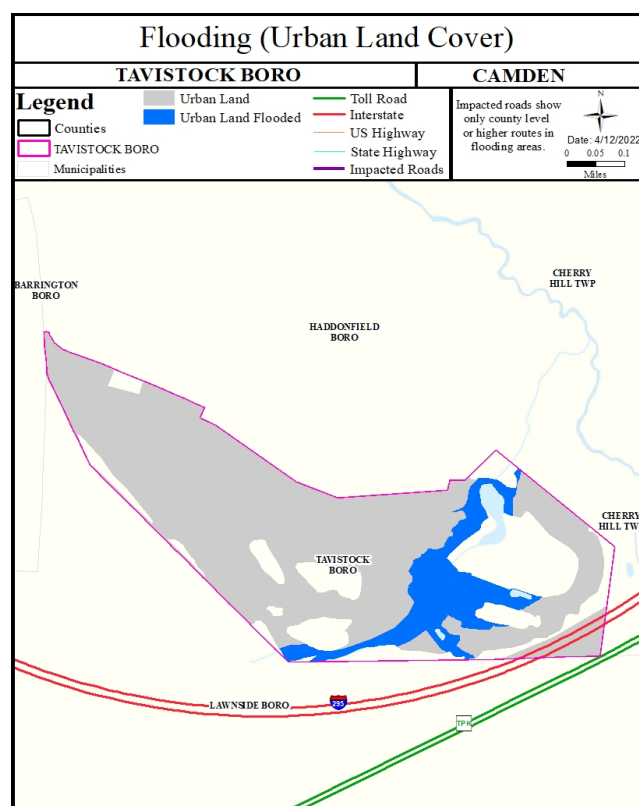 Flooding (Urban Land Cover)
TAVISTOCK BORO
CAMDEN
Legend
Counties
TAVISTOCK BORO
Municipalities
Urban Land
Urban Land Flooded
Toll Road
Interstate
US Highway
State Highway
Impacted Roads
Impacted roads show
only county level
or higher routes in
flooding areas.
N
Date: 4/12/2022
0 0.05 0.1
Miles
BARRINGTON
BORO
HADDONFIELD
BORO
CHERRY
HILL TWP
CHERRY
HILL TW
TAVISTOCK
BORO
LAWNSIDE BORO
295
TPK